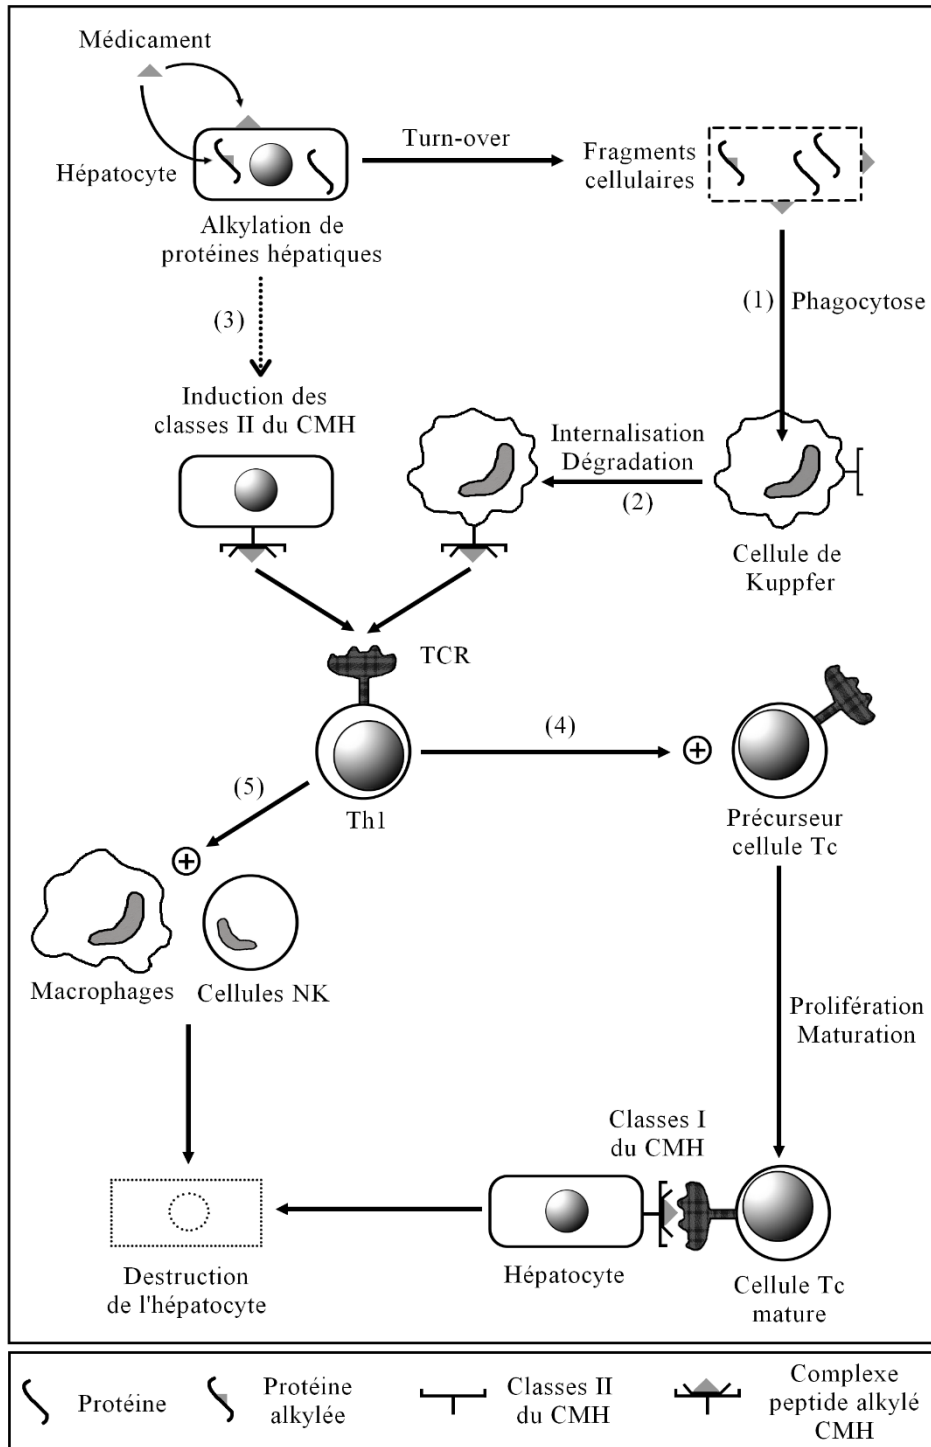 Médicament
Hépatocyte
Turn-over
Fragments
cellulaires
Alkylation de
protéines hépatiques
(1)
Phagocytose
(3)
Induction des
classes II du CMH
Internalisation
Dégradation
(2)
Cellule de
Kuppfer
TCR
(4)
(5)
Th1
Précurseur
cellule Tc
Macrophages
Cellules NK
Prolifération
Maturation
Classes I
du CMH
Destruction
de l'hépatocyte
Hépatocyte
Cellule Tc
mature
Protéine
Protéine
alkylée
Classes II
du CMH
Complexe
peptide alkylé
CMH